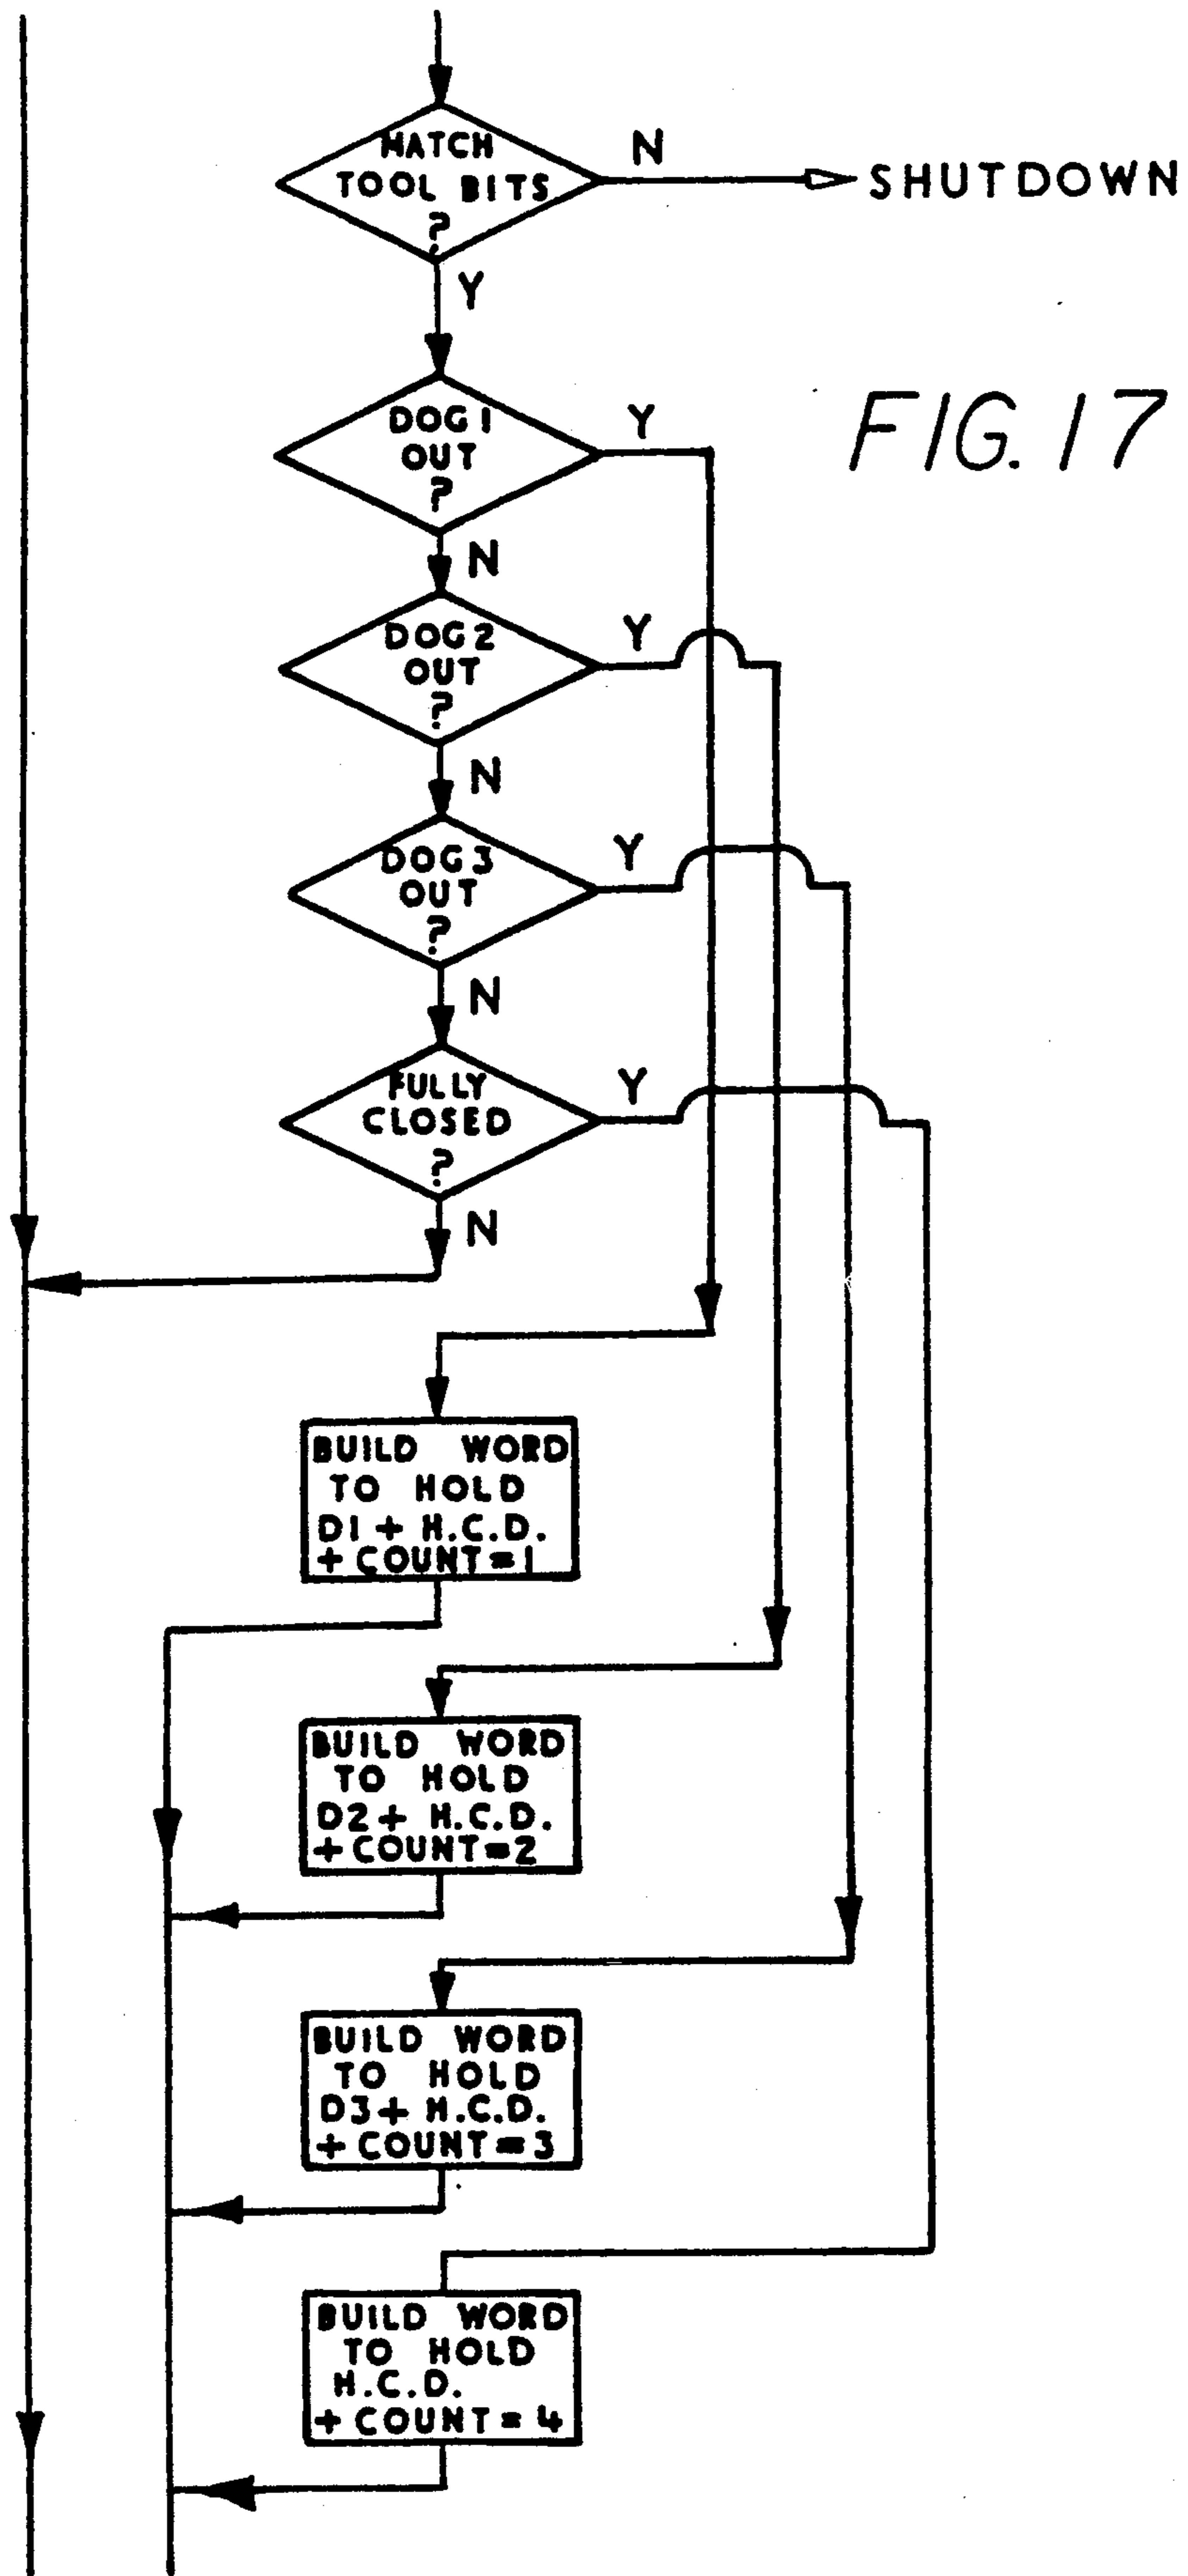 MATCH
TOOL BITS
?
N
SHUTDOWN
Y
FIG. 17
DOG 1
OUT
?
Y
N
DOG 2
OUT
?
Y
N
DOG 3
OUT
?
Y
N
FULLY
CLOSED
?
Y
N
BUILD WORD
TO HOLD
D1 + H.C.D.
+ COUNT = 1
BUILD WORD
TO HOLD
D2 + H.C.D.
+ COUNT = 2
BUILD WORD
TO HOLD
D3 + H.C.D.
+ COUNT = 3
BUILD WORD
TO HOLD
H.C.D.
+ COUNT = 4